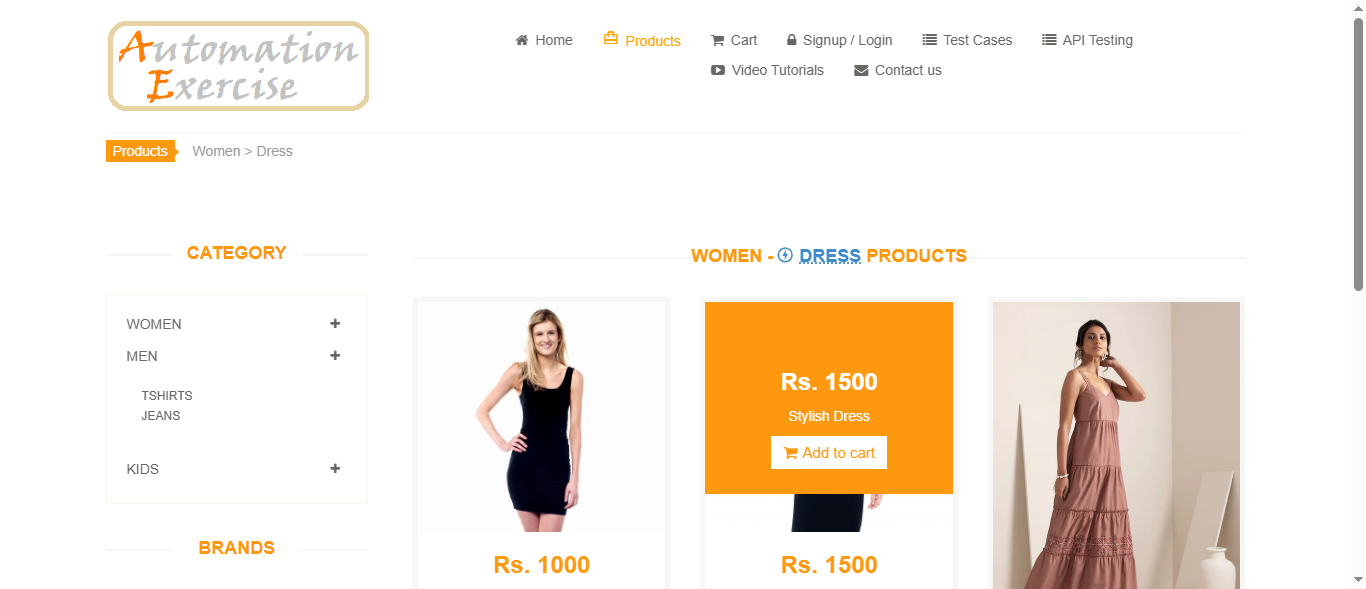 Automation
Exercise
Home
Products
Cart
Signup / Login
Test Cases
API Testing
Video Tutorials
Contact us
Products
Women > Dress
CATEGORY
WOMEN
MEN
TSHIRTS
JEANS
KIDS
BRANDS
WOMEN - DRESS PRODUCTS
Rs. 1000
Rs. 1500
Stylish Dress
Add to cart
Rs. 1500